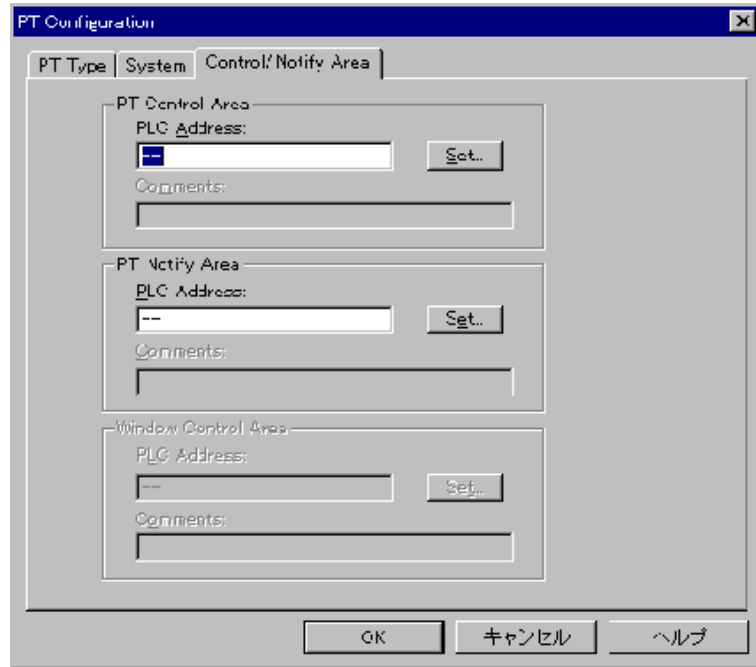 PT Configuration
PT Type System Control/Notify Area
PT Control Area
PLC Address:
-- Set...
Comments:
PT Notify Area
PLC Address:
-- Set...
Comments:
Window Control Area
PLC Address:
-- Set...
Comments:
OK キャンセル ヘルプ